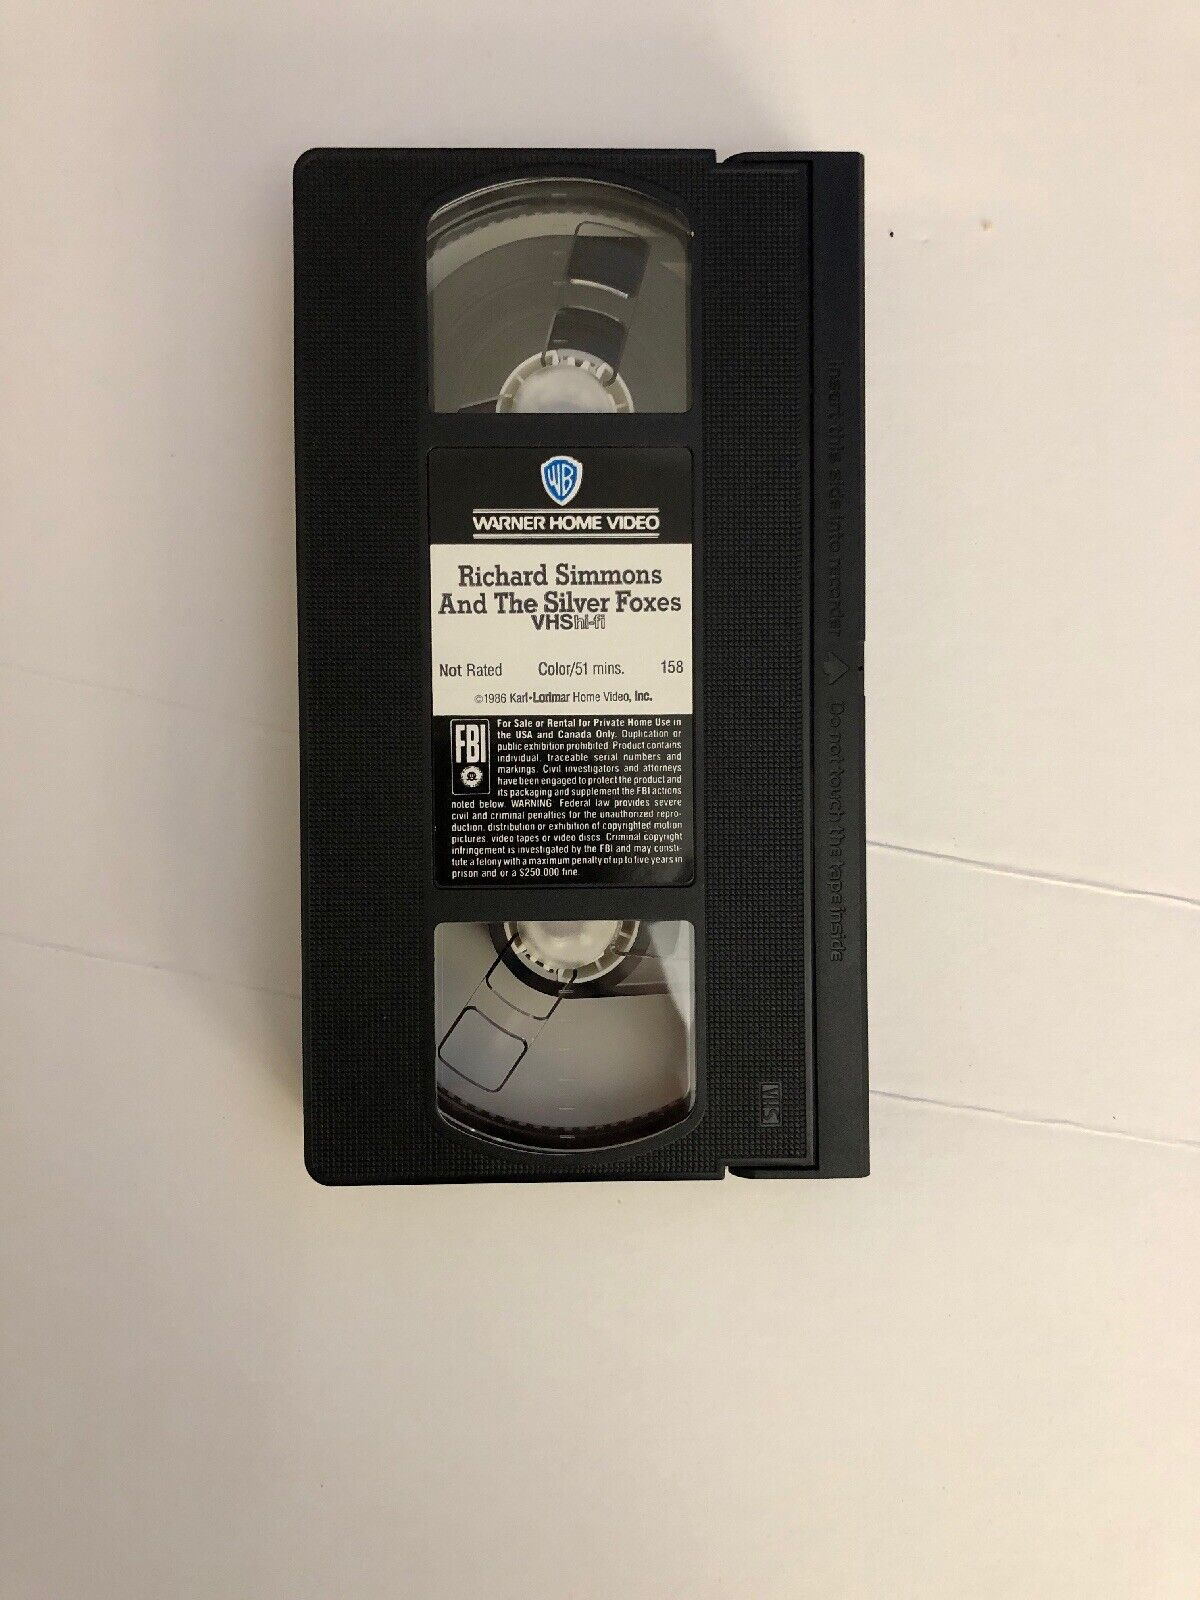 WB
WARNER HOME VIDEO
Richard Simmons
And The Silver Foxes
VHS hi-fi
Not Rated Color/51 mins. 158
©1986 Karl•Lorimar Home Video, Inc.
FBI
For Sale or Rental for Private Home Use in
the USA and Canada Only. Duplication or
public exhibition prohibited. Product contains
individual, traceable serial numbers and
markings. Civil investigators and attorneys
have been engaged to protect the product and
its packaging and supplement the FBI actions
noted below. WARNING: Federal law provides severe
civil and criminal penalties for the unauthorized repro-
duction, distribution or exhibition of copyrighted motion
pictures, video tapes or video discs. Criminal copyright
infringement is investigated by the FBI and may consti-
tute a felony with a maximum penalty of up to five years in
prison and or a $250,000 fine.
Insert this side into recorder
Do not touch the tape inside
VHS